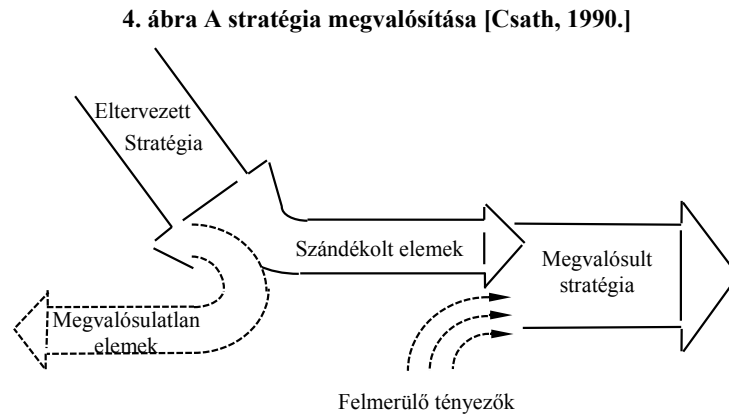 4. ábra A stratégia megvalósítása [Csath, 1990.]
Eltervezett
Stratégia
Szándékolt elemek
Megvalósult
stratégia
Megvalósulatlan
elemek
Felmerülő tényezők